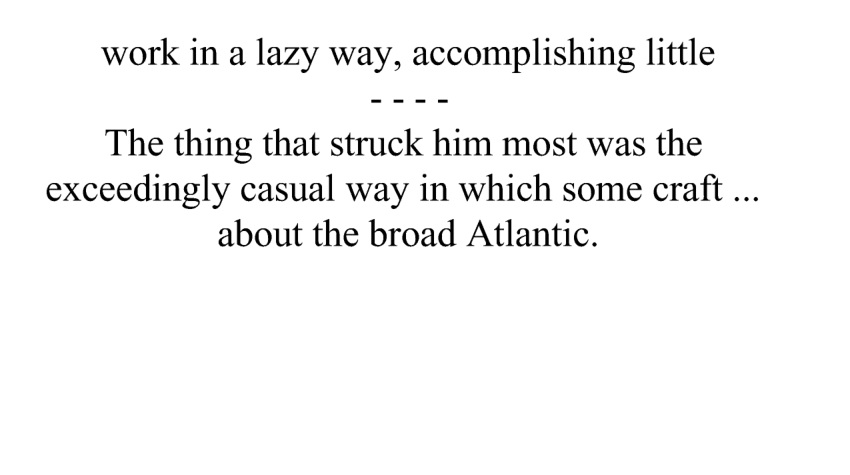 work in a lazy way, accomplishing little
- - - -
The thing that struck him most was the
exceedingly casual way in which some craft ...
about the broad Atlantic.